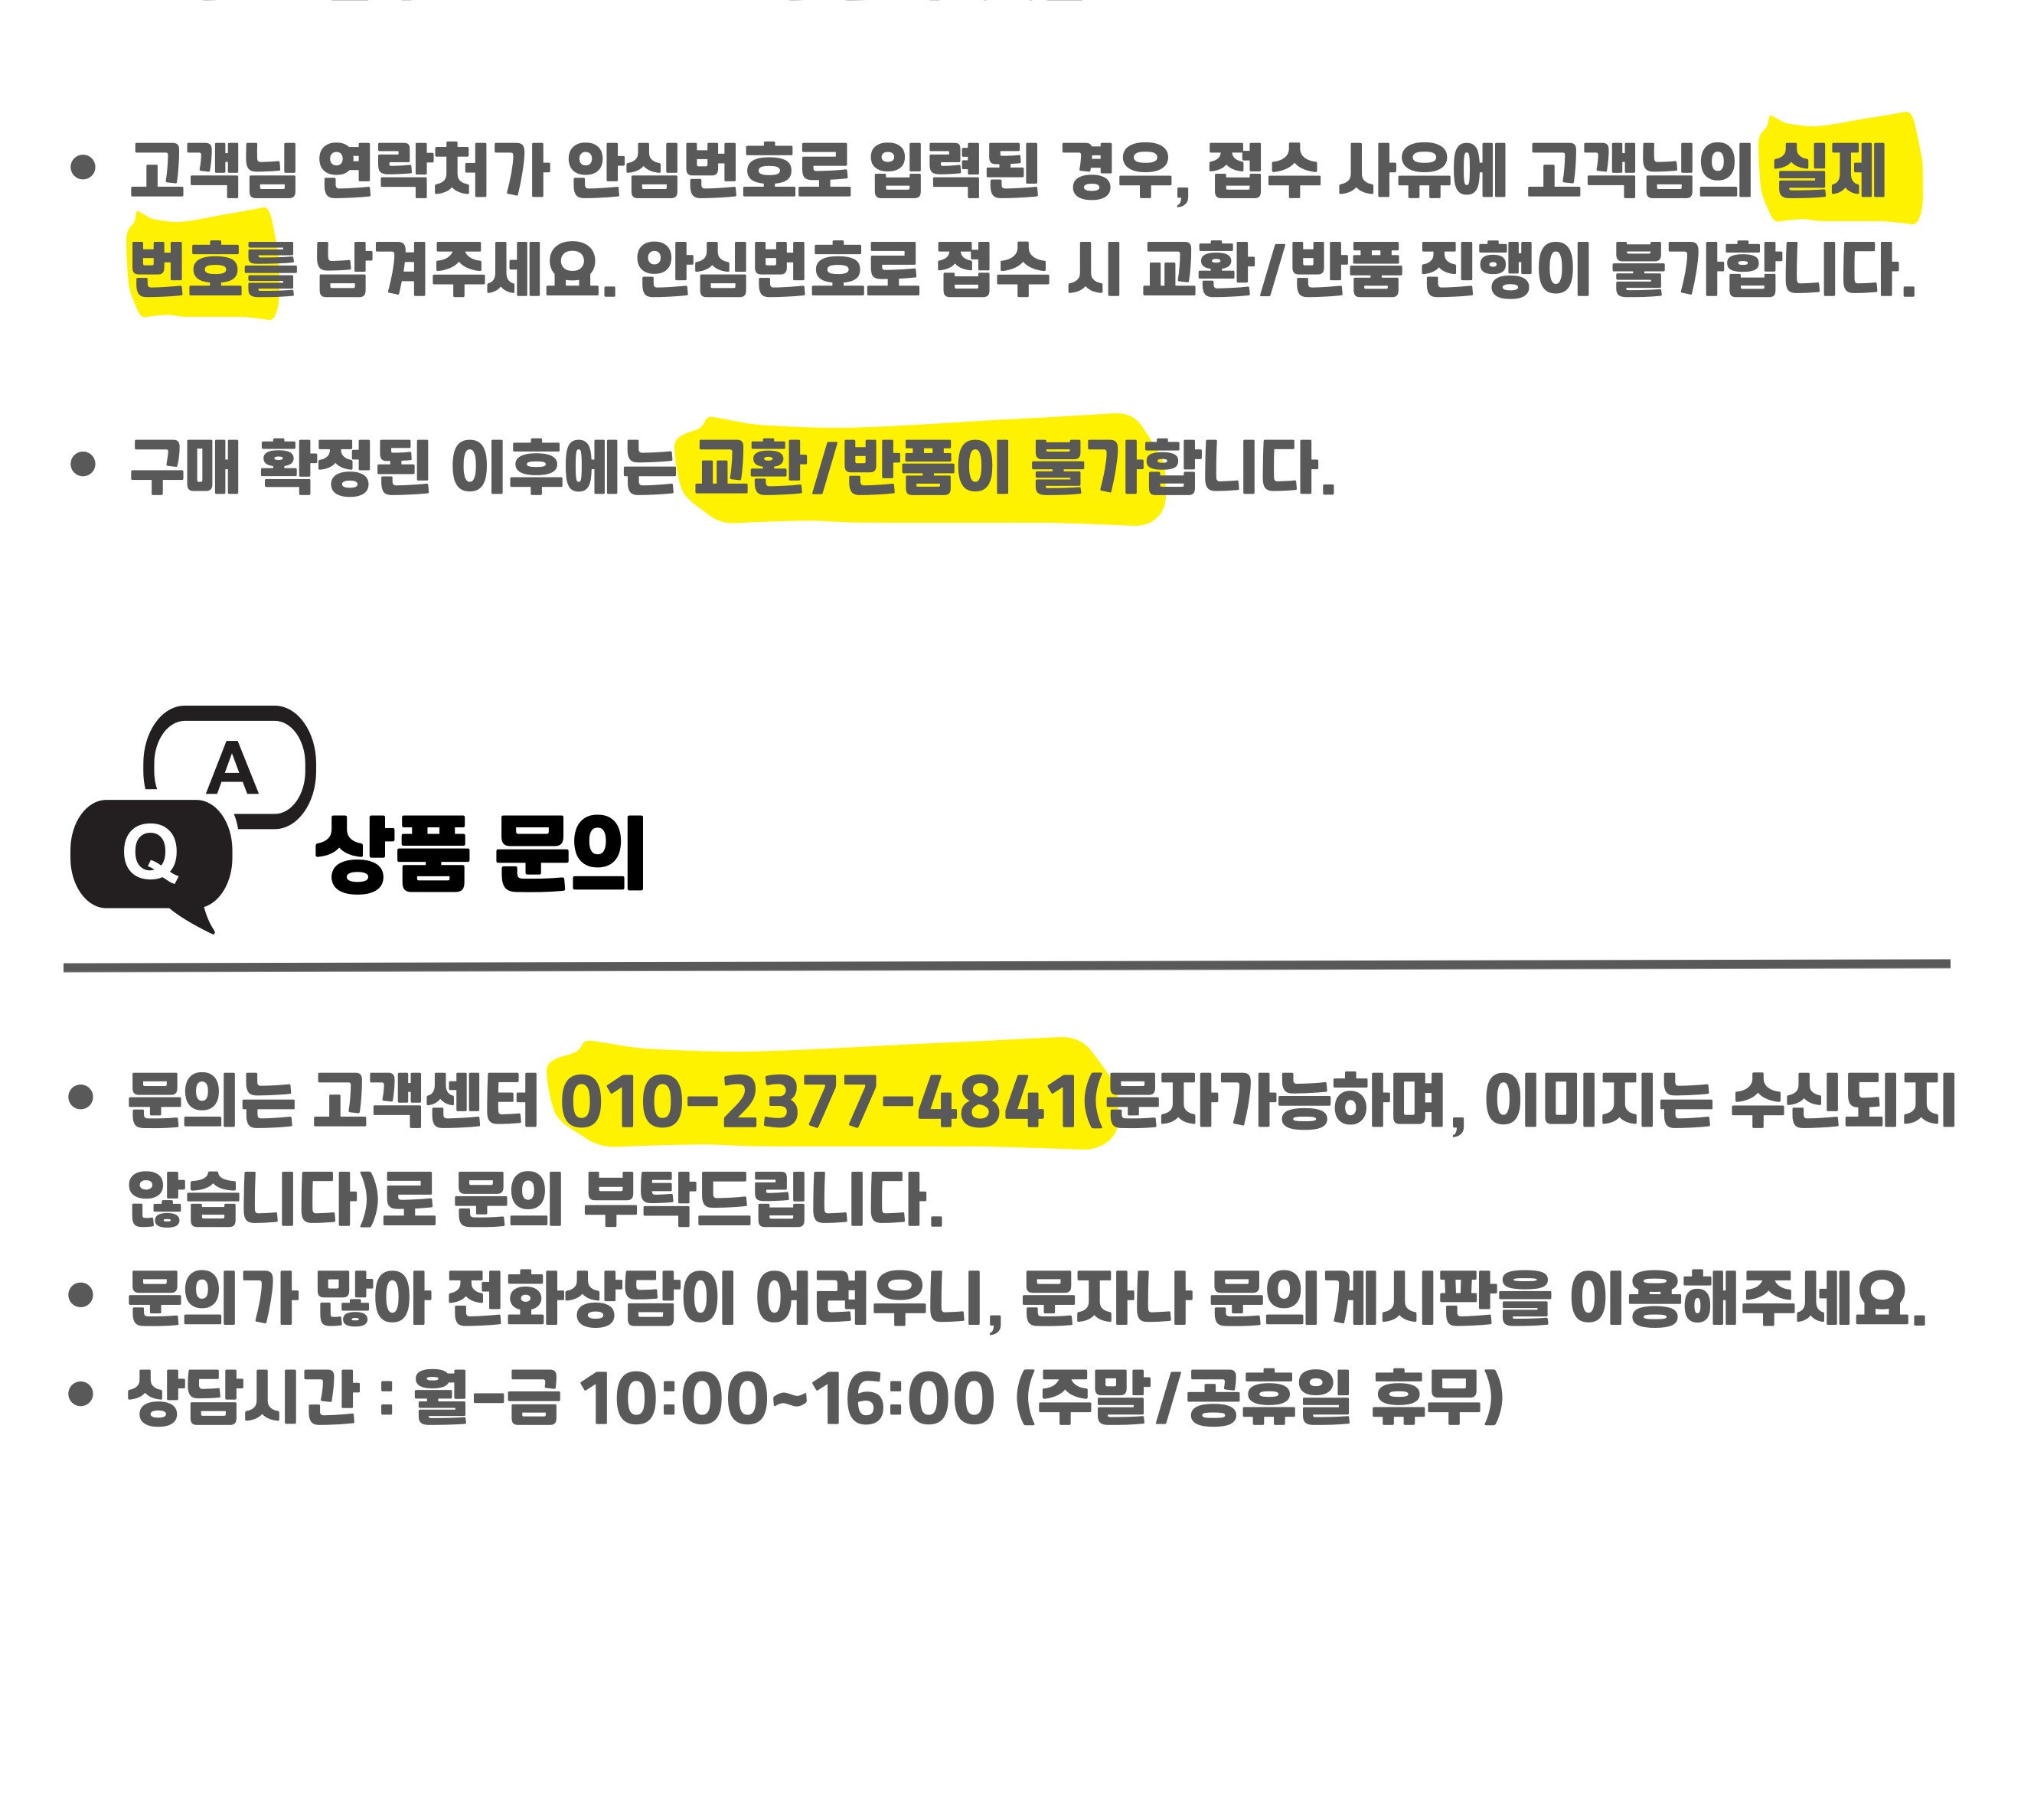 • 고객님 연락처가 안심번호로 인쇄된 경우, 접수 사유에 고객님의 실제
번호를 남겨주세요. 안심번호로 접수 시 교환/반품 진행이 불가합니다.
• 구매 확정된 이후에는 교환/반품이 불가합니다.
A
Q
상품 문의
• 문의는 고객센터 010-2377-4841(문자가능하며, 이미지는 수신되지
않습니다)로 문의 부탁드립니다.
• 문의가 많아 전화상담이 어려우니, 문자나 문의게시판을 이용해주세요.
• 상담시간 : 월-금 10:00~16:00 (주말/공휴일 휴무)